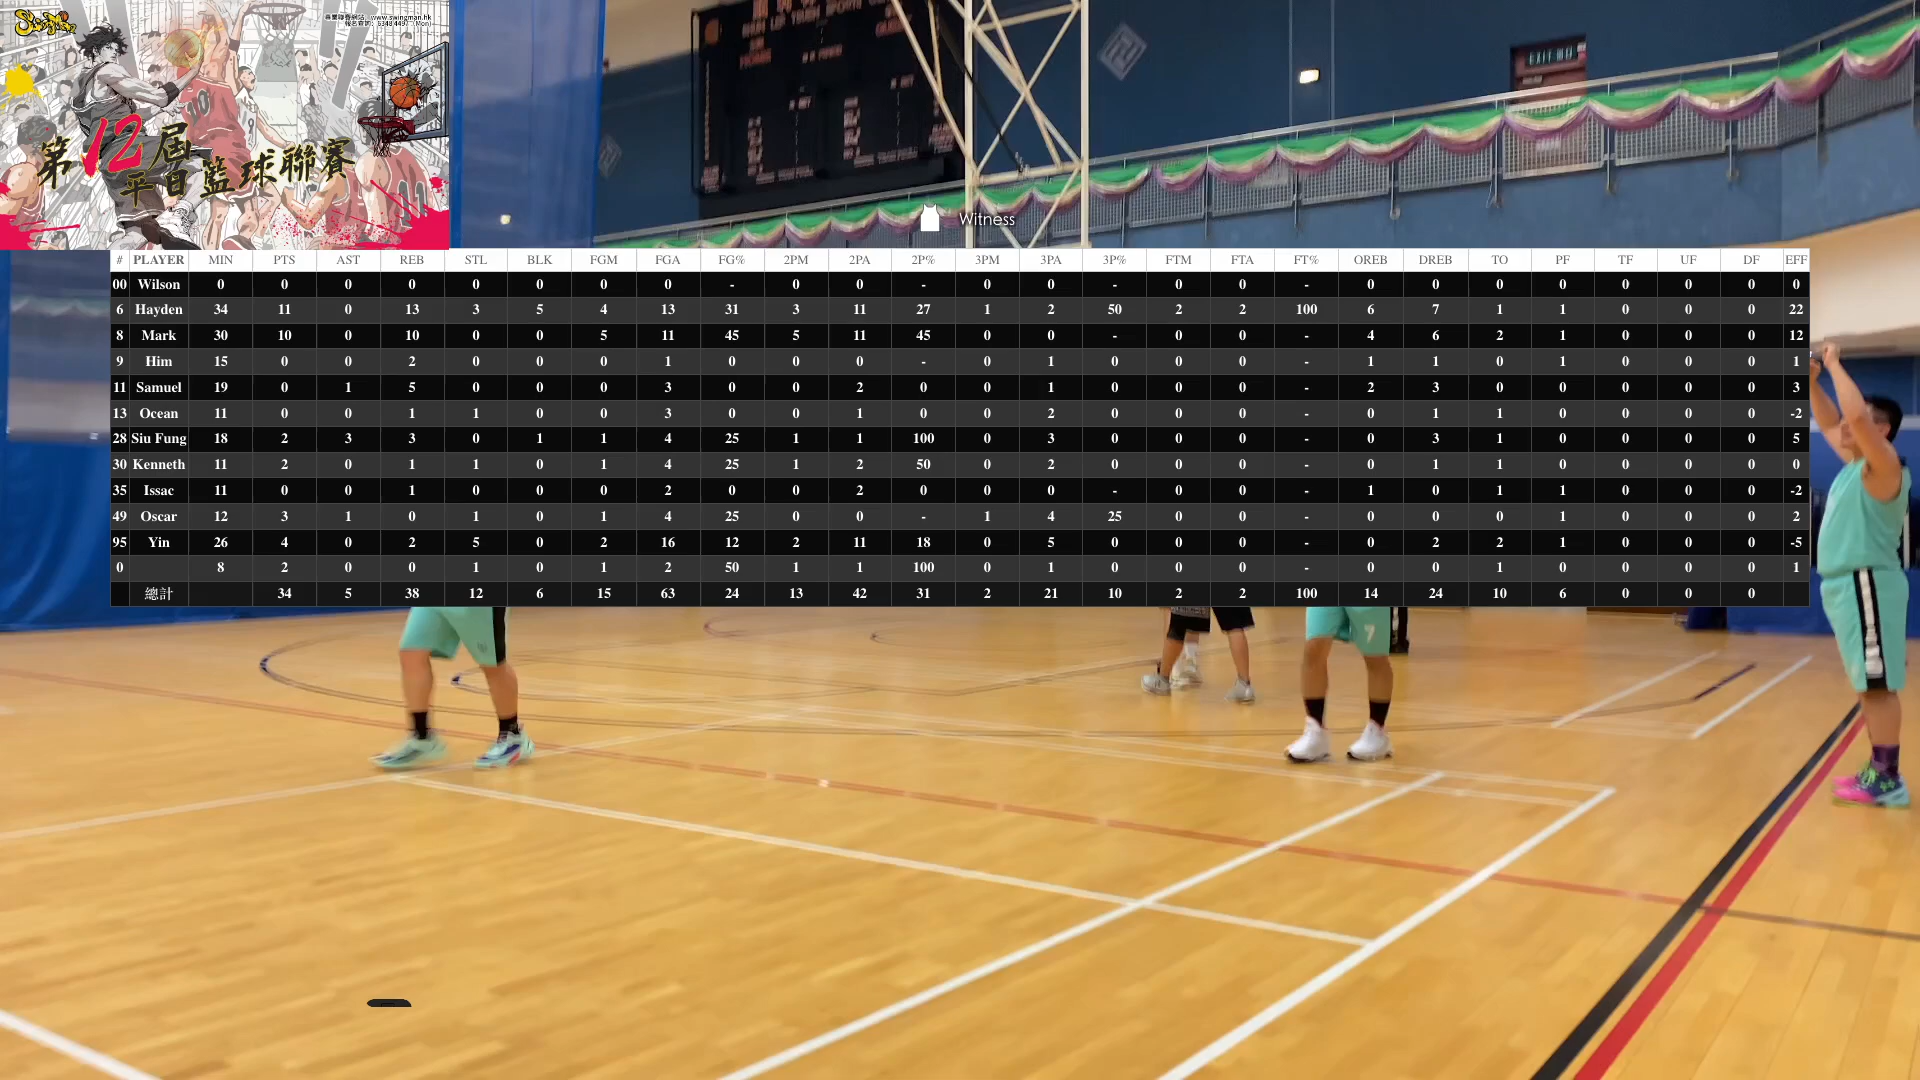 SWINGMAN
第12屆
平日籃球聯賽
Witness
# PLAYER MIN PTS AST REB STL BLK FGM FGA FG% 2PM 2PA 2P% 3PM 3PA 3P% FTM FTA FT% OREB DREB TO PF TF UF DF EFF
00 Wilson 0 0 0 0 0 0 0 0 - 0 0 - 0 0 - 0 0 - 0 0 0 0 0 0 0 0
6 Hayden 34 11 0 13 3 5 4 13 31 3 11 27 1 2 50 2 2 100 6 7 1 1 0 0 0 22
8 Mark 30 10 0 10 0 0 5 11 45 5 11 45 0 0 - 0 0 - 4 6 2 1 0 0 0 12
9 Him 15 0 0 2 0 0 0 1 0 0 0 - 0 1 0 0 0 - 1 1 0 1 0 0 0 1
11 Samuel 19 0 1 5 0 0 0 3 0 0 2 0 0 1 0 0 0 - 2 3 0 0 0 0 0 3
13 Ocean 11 0 0 1 1 0 0 3 0 0 1 0 0 2 0 0 0 - 0 1 1 0 0 0 0 -2
28 Siu Fung 18 2 3 3 0 1 1 4 25 1 1 100 0 3 0 0 0 - 0 3 1 0 0 0 0 5
30 Kenneth 11 2 0 1 1 0 1 4 25 1 2 50 0 2 0 0 0 - 0 1 1 0 0 0 0 0
35 Issac 11 0 0 1 0 0 0 2 0 0 2 0 0 0 - 0 0 - 1 0 1 1 0 0 0 -2
49 Oscar 12 3 1 0 1 0 1 4 25 0 0 - 1 4 25 0 0 - 0 0 0 1 0 0 0 2
95 Yin 26 4 0 2 5 0 2 16 12 2 11 18 0 5 0 0 0 - 0 2 2 1 0 0 0 -5
0 8 2 0 0 1 0 1 2 50 1 1 100 0 1 0 0 0 - 0 0 1 0 0 0 0 1
總計 34 5 38 12 6 15 63 24 13 42 31 2 21 10 2 2 100 14 24 10 6 0 0 0
7